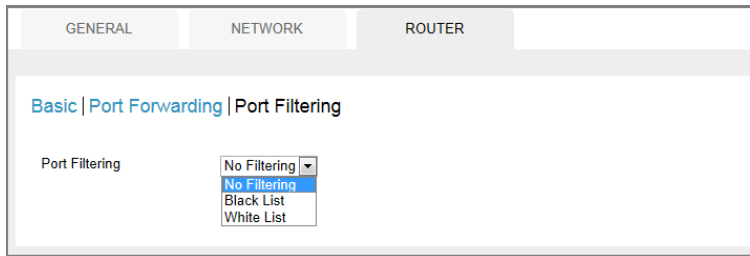 GENERAL NETWORK ROUTER
Basic | Port Forwarding | Port Filtering
Port Filtering No Filtering
No Filtering
Black List
White List